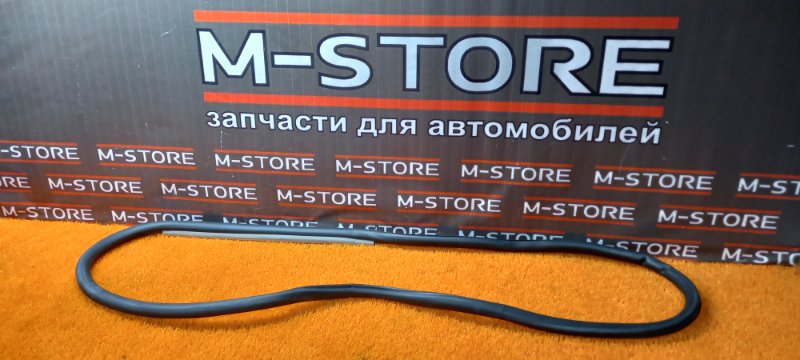 M-STORE
запчасти для автомобилей
M-STORE M-STORE M-STORE M-STORE M-STORE M-STORE M-STORE
M-STORE M-STORE M-STORE M-STORE M-STORE M-STORE
M-STORE M-STORE M-STORE M-STORE M-STORE
M-STORE